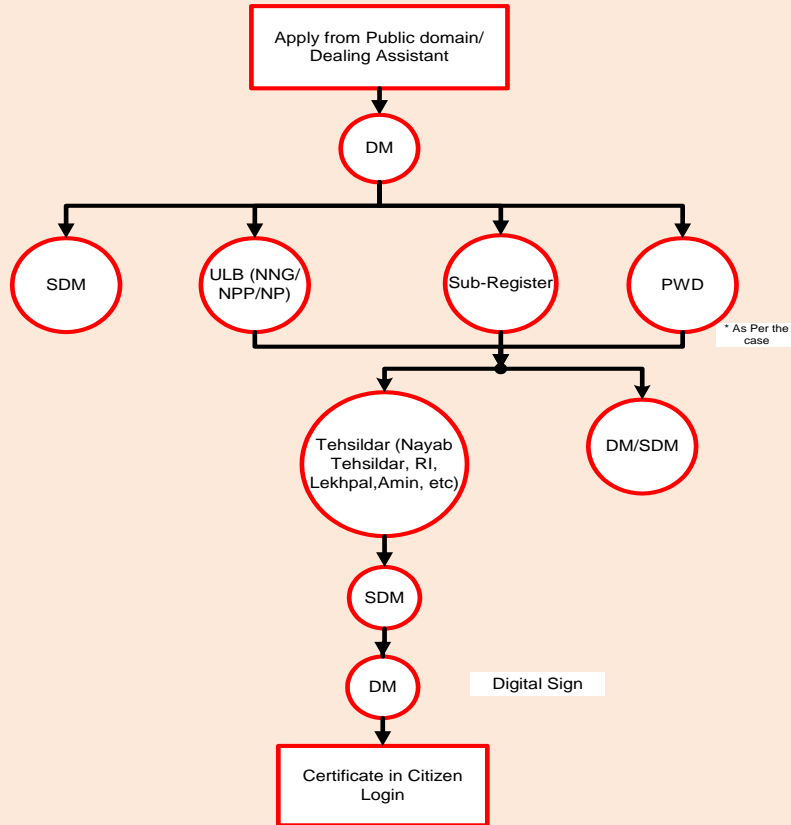 Apply from Public domain/
Dealing Assistant
DM
SDM
ULB (NNG/
NPP/NP)
Sub-Register
PWD
* As Per the
case
Tehsildar (Nayab
Tehsildar, RI,
Lekhpal,Amin, etc)
DM/SDM
SDM
DM
Digital Sign
Certificate in Citizen
Login